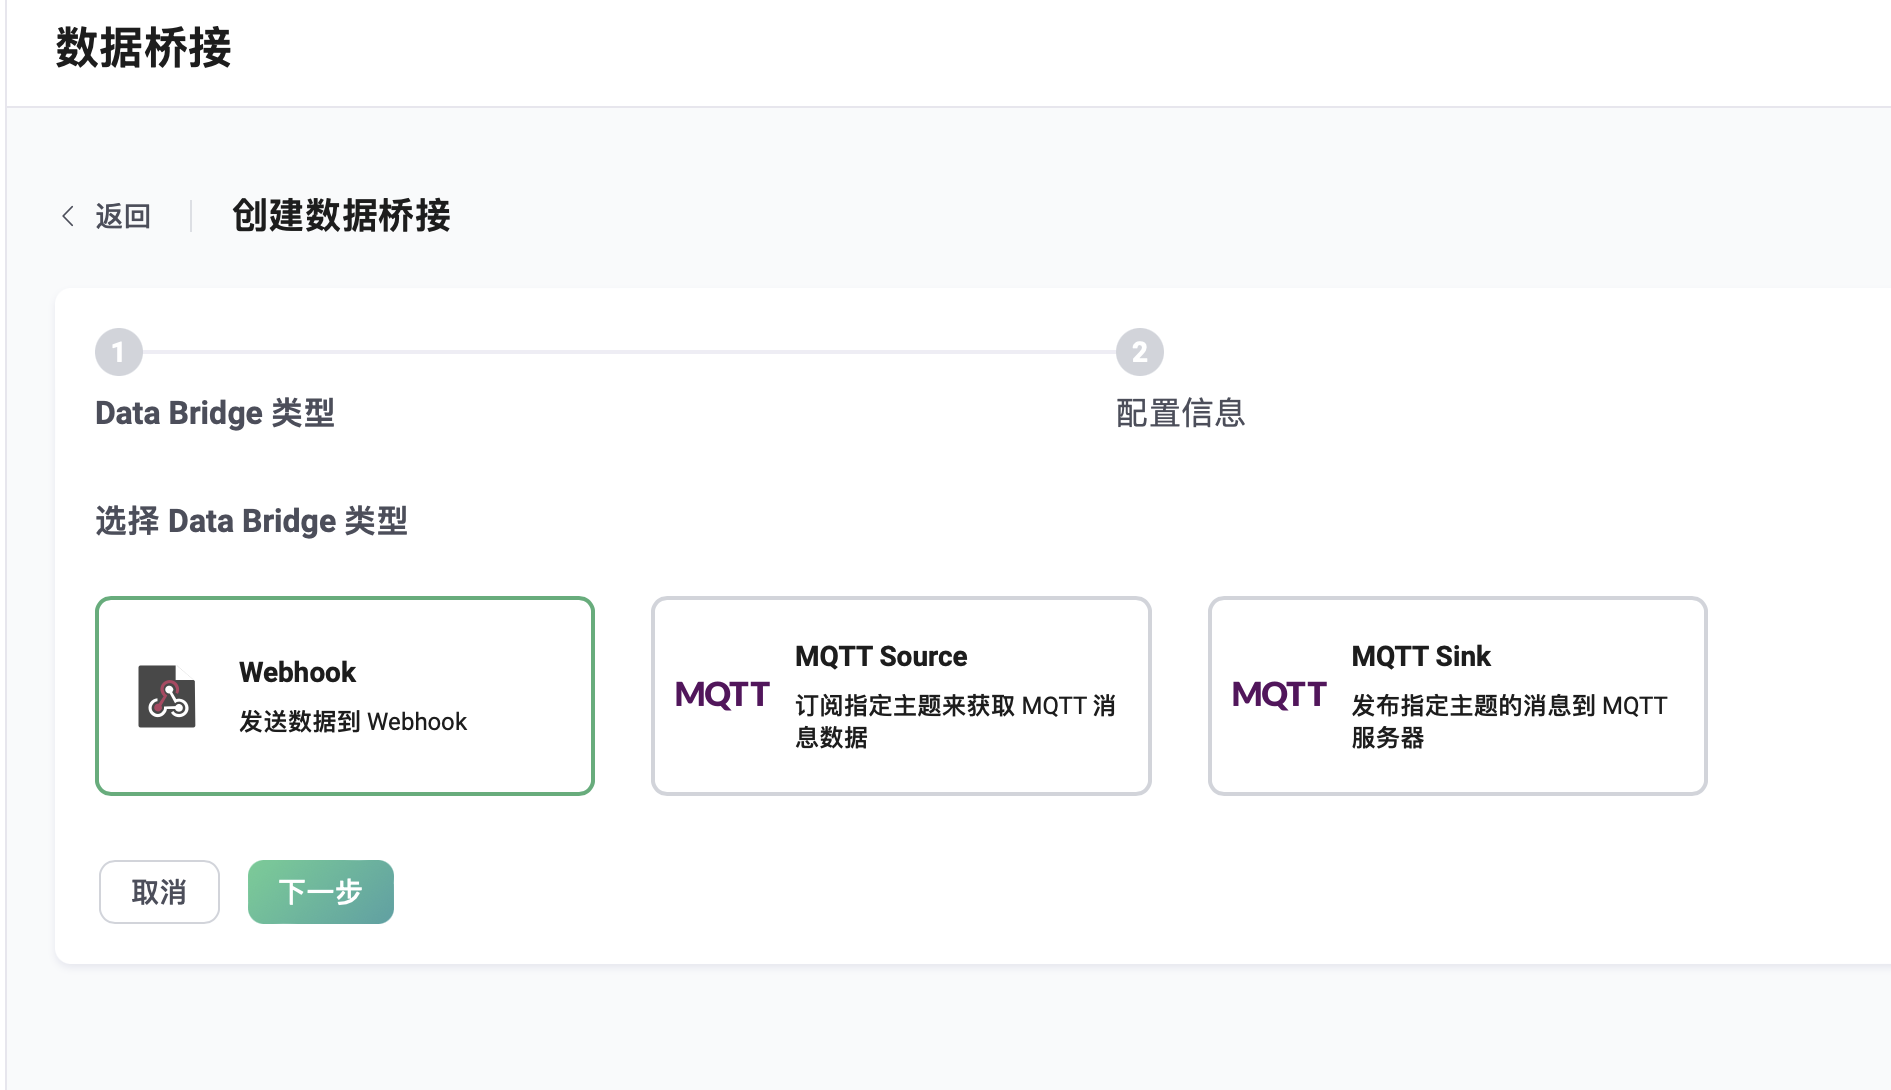 数据桥接
返回
创建数据桥接
1
2
Data Bridge 类型
配置信息
选择 Data Bridge 类型
Webhook
发送数据到 Webhook
MQTT
MQTT Source
订阅指定主题来获取 MQTT 消
息数据
MQTT
MQTT Sink
发布指定主题的消息到 MQTT
服务器
取消
下一步